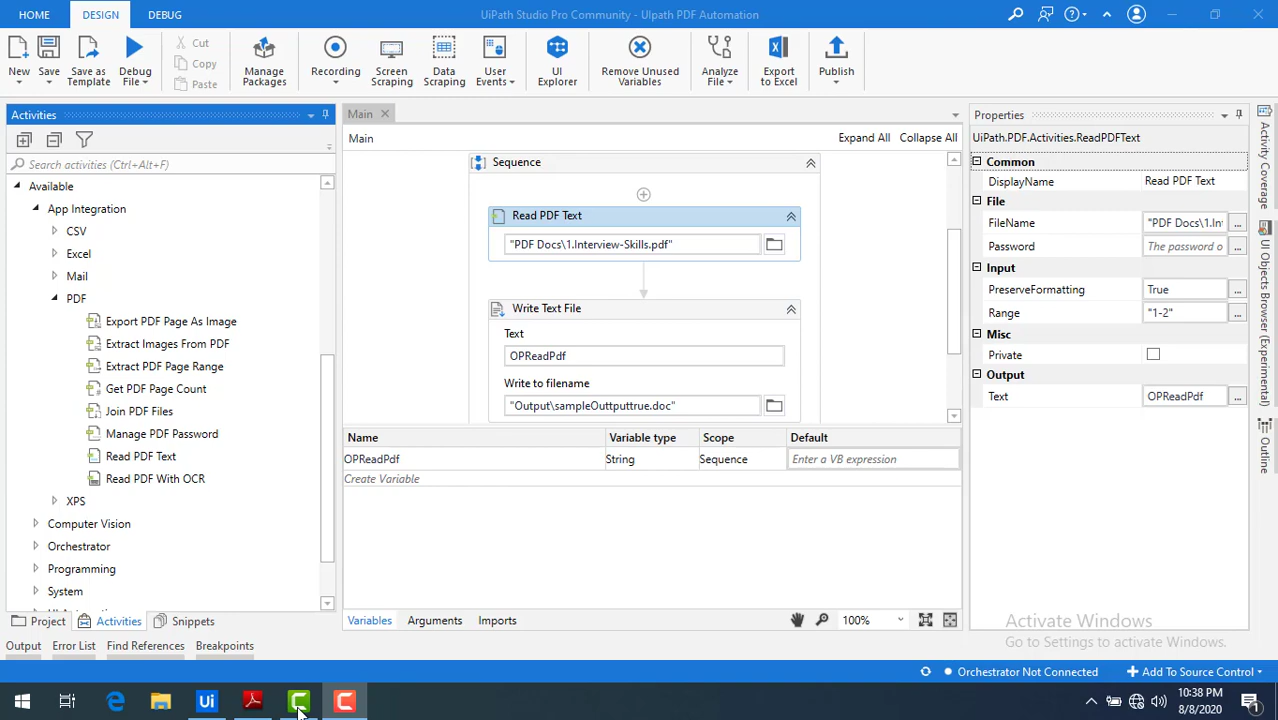 HOME DESIGN DEBUG UiPath Studio Pro Community - UIpath PDF Automation
New Save Save as Template Debug File Cut Copy Paste Manage Packages Recording Screen Scraping Data Scraping User Events UI Explorer Remove Unused Variables Analyze File Export to Excel Publish
Activities
Search activities (Ctrl+Alt+F)
Available
App Integration
CSV
Excel
Mail
PDF
Export PDF Page As Image
Extract Images From PDF
Extract PDF Page Range
Get PDF Page Count
Join PDF Files
Manage PDF Password
Read PDF Text
Read PDF With OCR
XPS
Computer Vision
Orchestrator
Programming
System
Project Activities Snippets
Main
Main Expand All Collapse All
Sequence
Read PDF Text
"PDF Docs\1.Interview-Skills.pdf"
Write Text File
Text
OPReadPdf
Write to filename
"Output\sampleOuttputtrue.doc"
Name Variable type Scope Default
OPReadPdf String Sequence Enter a VB expression
Create Variable
Variables Arguments Imports 100%
Properties
UiPath.PDF.Activities.ReadPDFText
Common
DisplayName Read PDF Text
File
FileName "PDF Docs\1.In
Password The password o
Input
PreserveFormatting True
Range "1-2"
Misc
Private
Output
Text OPReadPdf
Activity Coverage
UI Objects Browser (Experimental)
Outline
Activate Windows
Go to Settings to activate Windows.
Output Error List Find References Breakpoints
Orchestrator Not Connected Add To Source Control
Ui
10:38 PM
8/8/2020
1